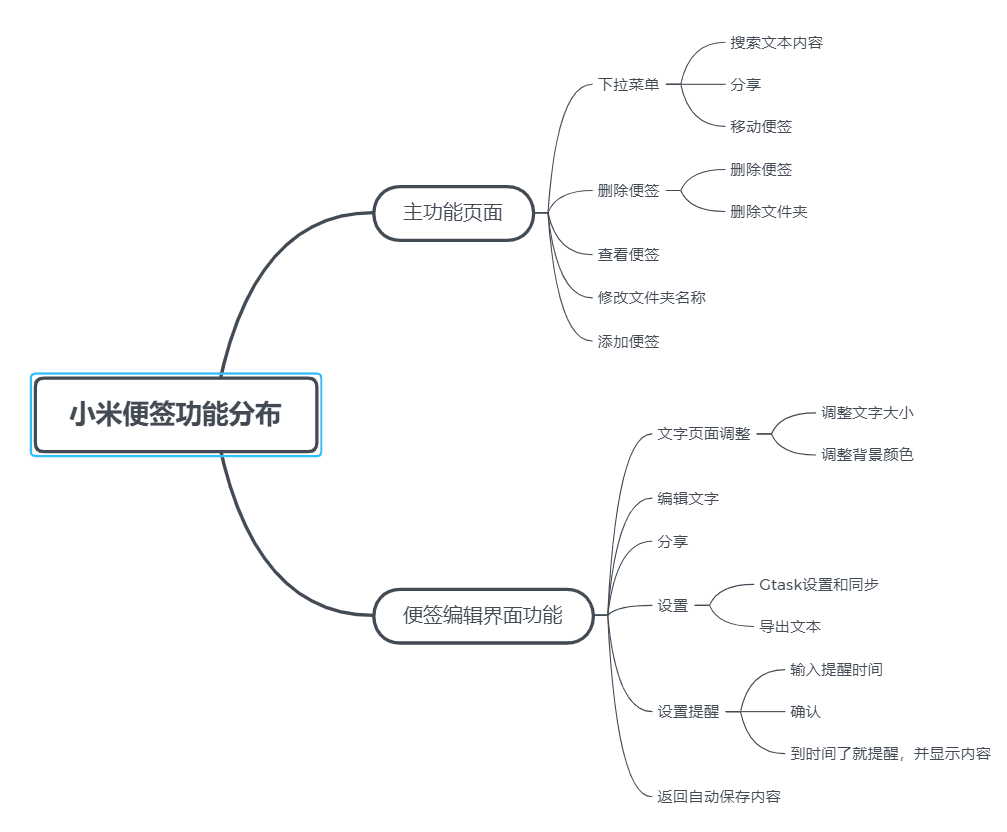 小米便签功能分布
主功能页面
下拉菜单
搜索文本内容
分享
移动便签
删除便签
删除便签
删除文件夹
查看便签
修改文件夹名称
添加便签
便签编辑界面功能
文字页面调整
调整文字大小
调整背景颜色
编辑文字
分享
设置
Gtask设置和同步
导出文本
设置提醒
输入提醒时间
确认
到时间了就提醒，并显示内容
返回自动保存内容